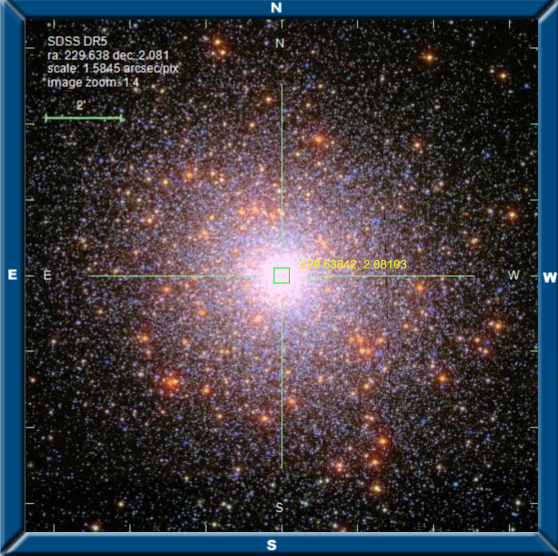 N
SDSS DR5
ra: 229.638 dec: 2.081
scale: 1.5845 arcsec/pix
image zoom: 1:4
2'
N
229.63842, 2.08103
E
E
W
W
S
S